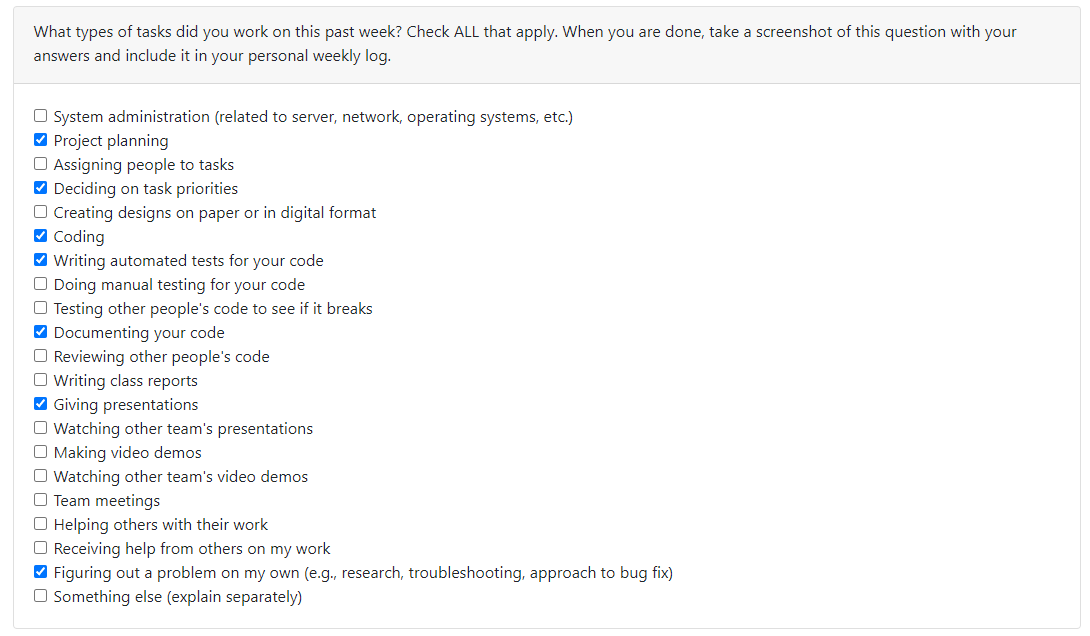 What types of tasks did you work on this past week? Check ALL that apply. When you are done, take a screenshot of this question with your
answers and include it in your personal weekly log.
System administration (related to server, network, operating systems, etc.)
Project planning
Assigning people to tasks
Deciding on task priorities
Creating designs on paper or in digital format
Coding
Writing automated tests for your code
Doing manual testing for your code
Testing other people's code to see if it breaks
Documenting your code
Reviewing other people's code
Writing class reports
Giving presentations
Watching other team's presentations
Making video demos
Watching other team's video demos
Team meetings
Helping others with their work
Receiving help from others on my work
Figuring out a problem on my own (e.g., research, troubleshooting, approach to bug fix)
Something else (explain separately)